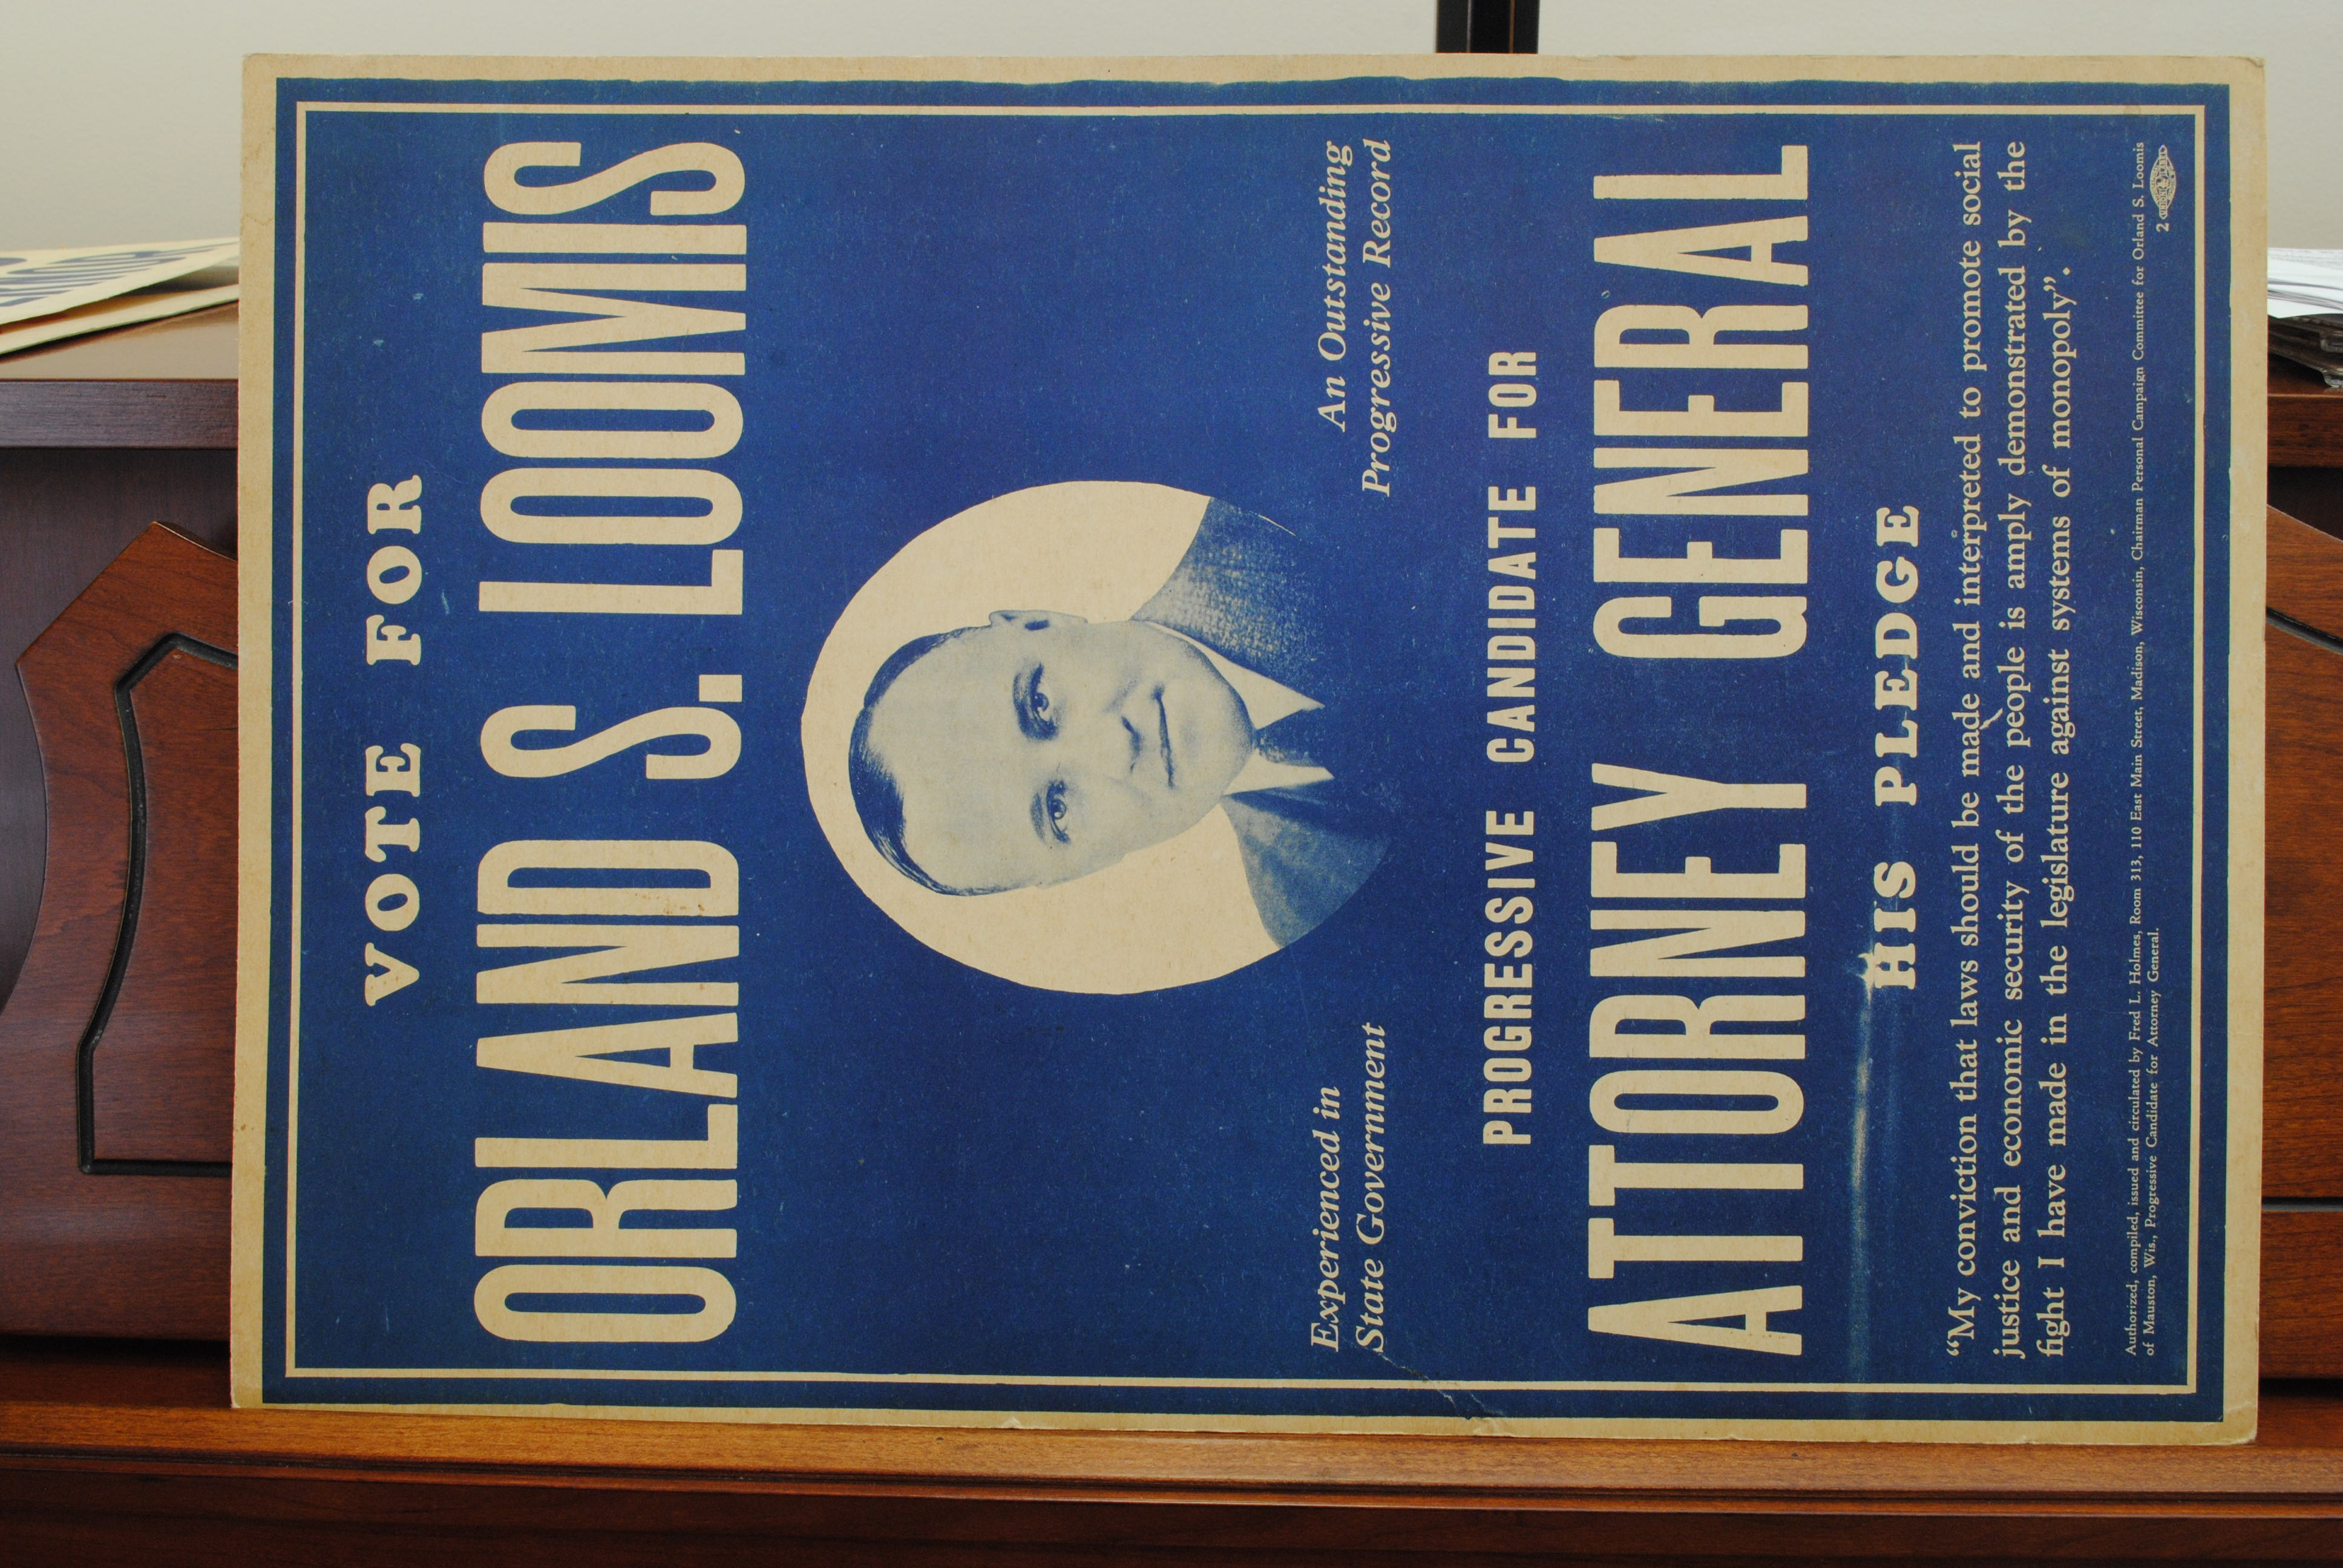 VOTE FOR
ORLAND S. LOOMIS
Experienced in
State Government
An Outstanding
Progressive Record
PROGRESSIVE CANDIDATE FOR
ATTORNEY GENERAL
HIS PLEDGE
“My conviction that laws should be made and interpreted to promote social
justice and economic security of the people is amply demonstrated by the
fight I have made in the legislature against systems of monopoly”.
Authorized, compiled, issued and circulated by Fred L. Holmes, Room 313, 110 East Main Street, Madison, Wisconsin, Chairman Personal Campaign Committee for Orland S. Loomis
of Mauston, Wis., Progressive Candidate for Attorney General.
2